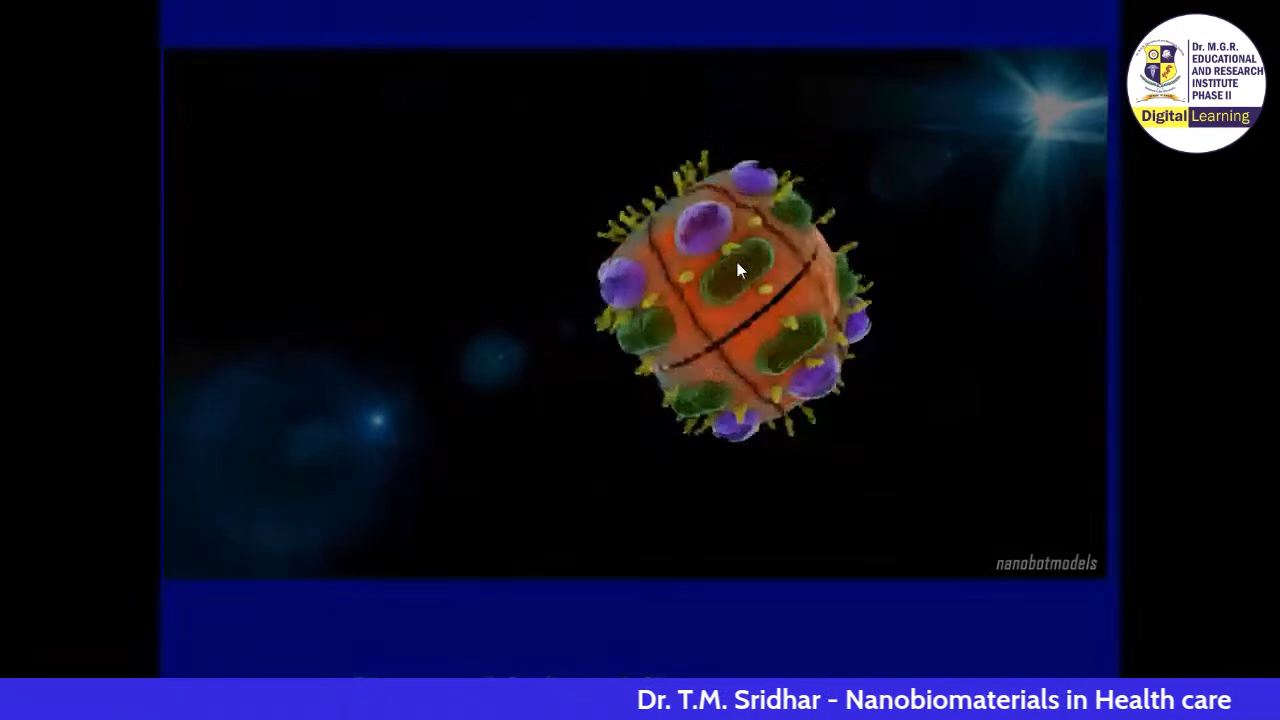 Dr. M.G.R.
EDUCATIONAL
AND RESEARCH
INSTITUTE
PHASE II
Digital Learning
nanobotmodels
Dr. T.M. Sridhar - Nanobiomaterials in Health care